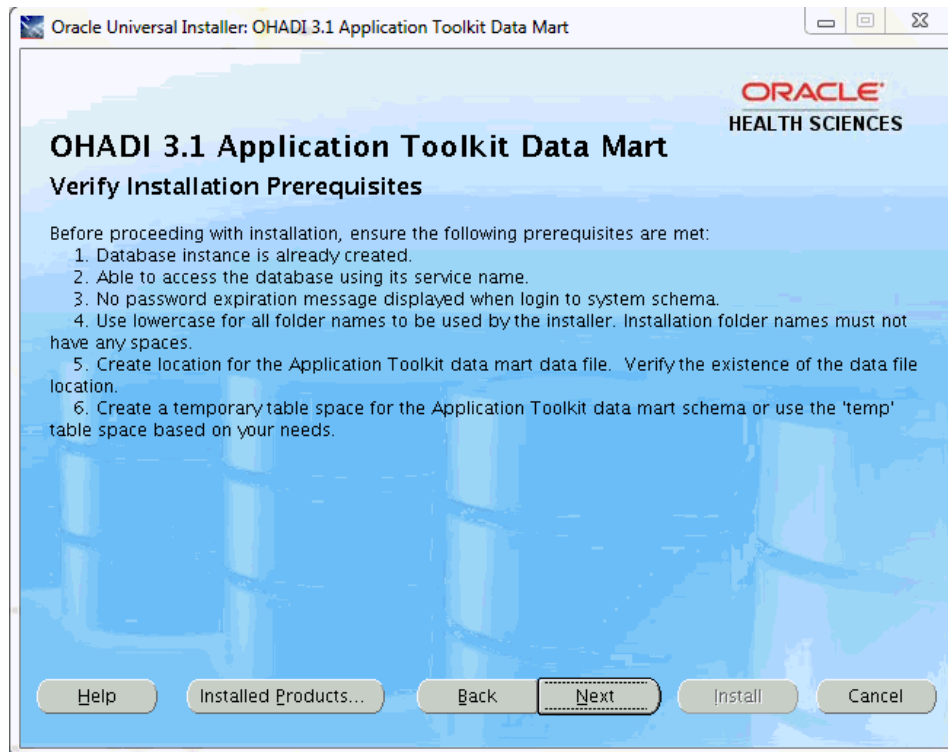 Oracle Universal Installer: OHADI 3.1 Application Toolkit Data Mart
ORACLE
HEALTH SCIENCES
OHADI 3.1 Application Toolkit Data Mart
Verify Installation Prerequisites
Before proceeding with installation, ensure the following prerequisites are met:
1. Database instance is already created.
2. Able to access the database using its service name.
3. No password expiration message displayed when login to system schema.
4. Use lowercase for all folder names to be used by the installer. Installation folder names must not
have any spaces.
5. Create location for the Application Toolkit data mart data file.  Verify the existence of the data file
location.
6. Create a temporary table space for the Application Toolkit data mart schema or use the 'temp'
table space based on your needs.
Help Installed Products... Back Next Install Cancel